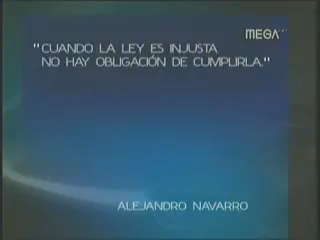 MEGA
"CUANDO LA LEY ES INJUSTA
NO HAY OBLIGACIÓN DE CUMPLIRLA."
ALEJANDRO NAVARRO